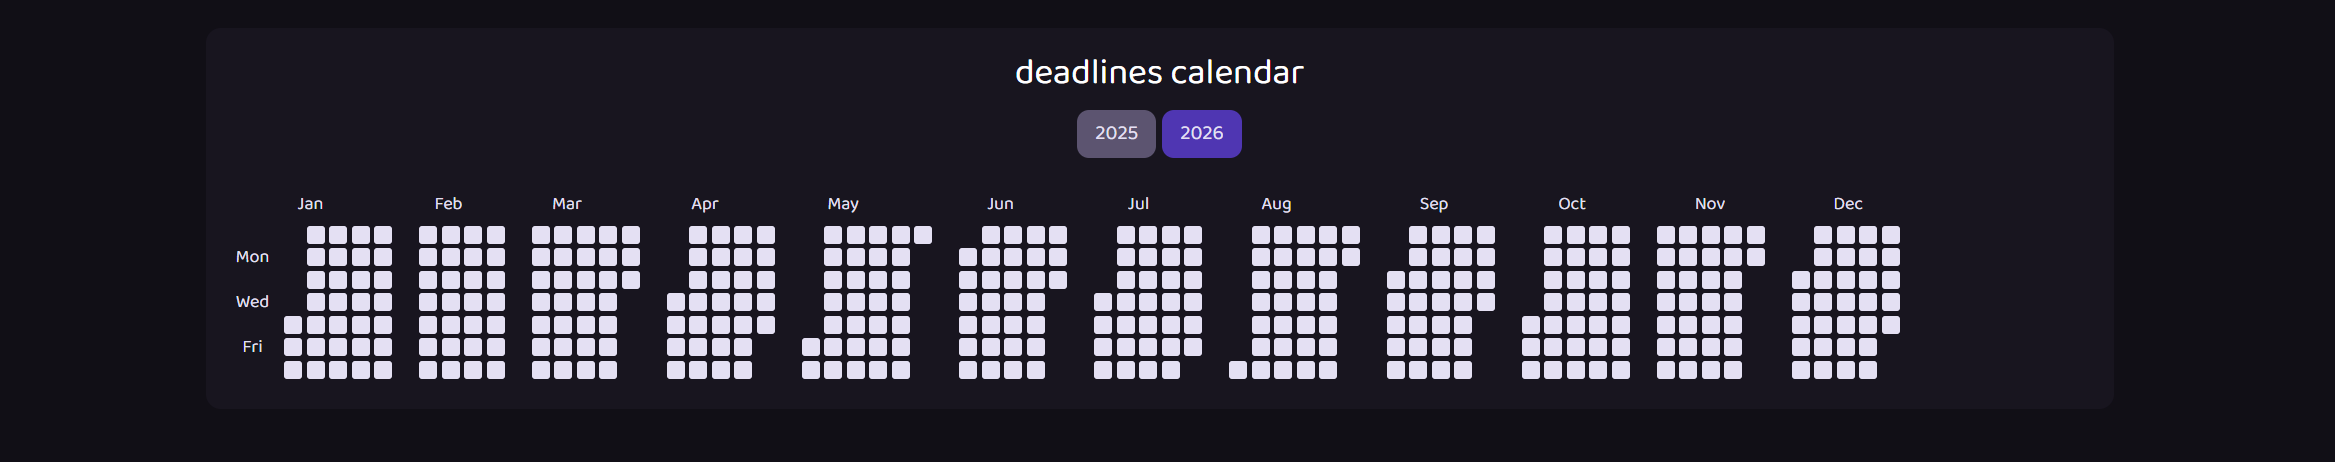 deadlines calendar
2025 2026
Jan Feb Mar Apr May Jun Jul Aug Sep Oct Nov Dec
Mon
Wed
Fri